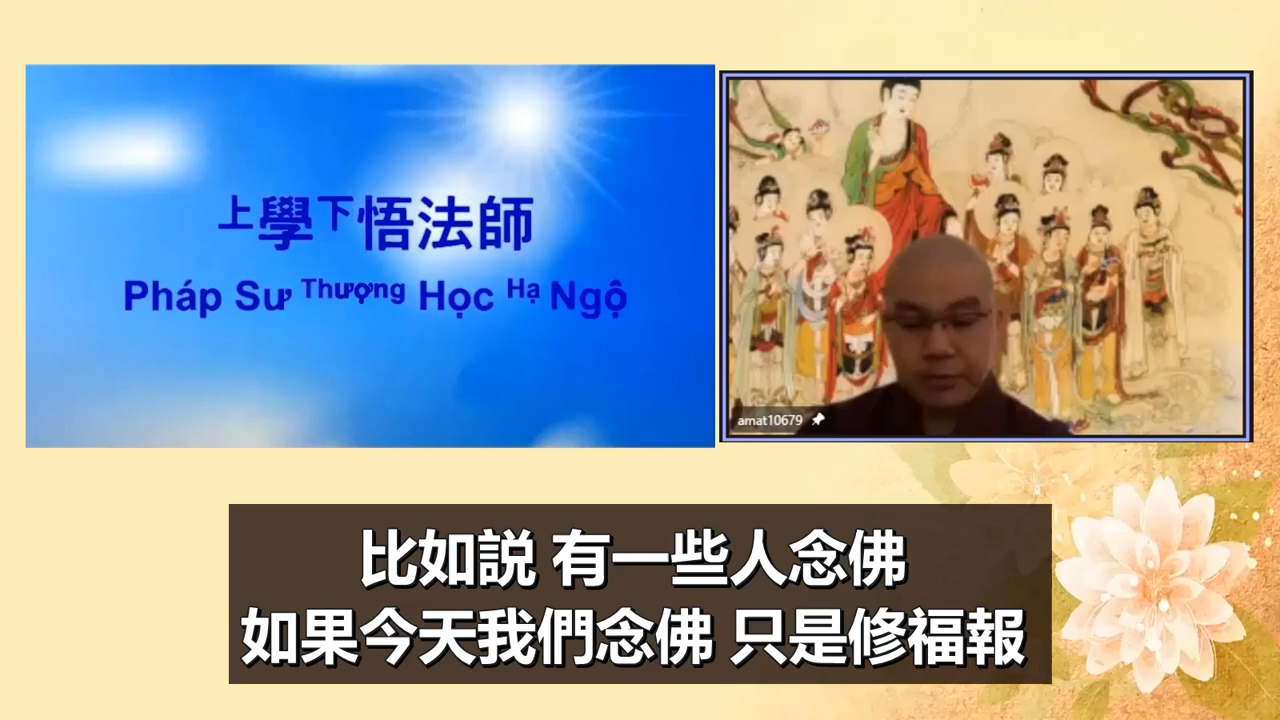 上學下悟法師
Pháp Sư Thượng Học Hạ Ngộ
amat10679
比如説 有一些人念佛
如果今天我們念佛 只是修福報